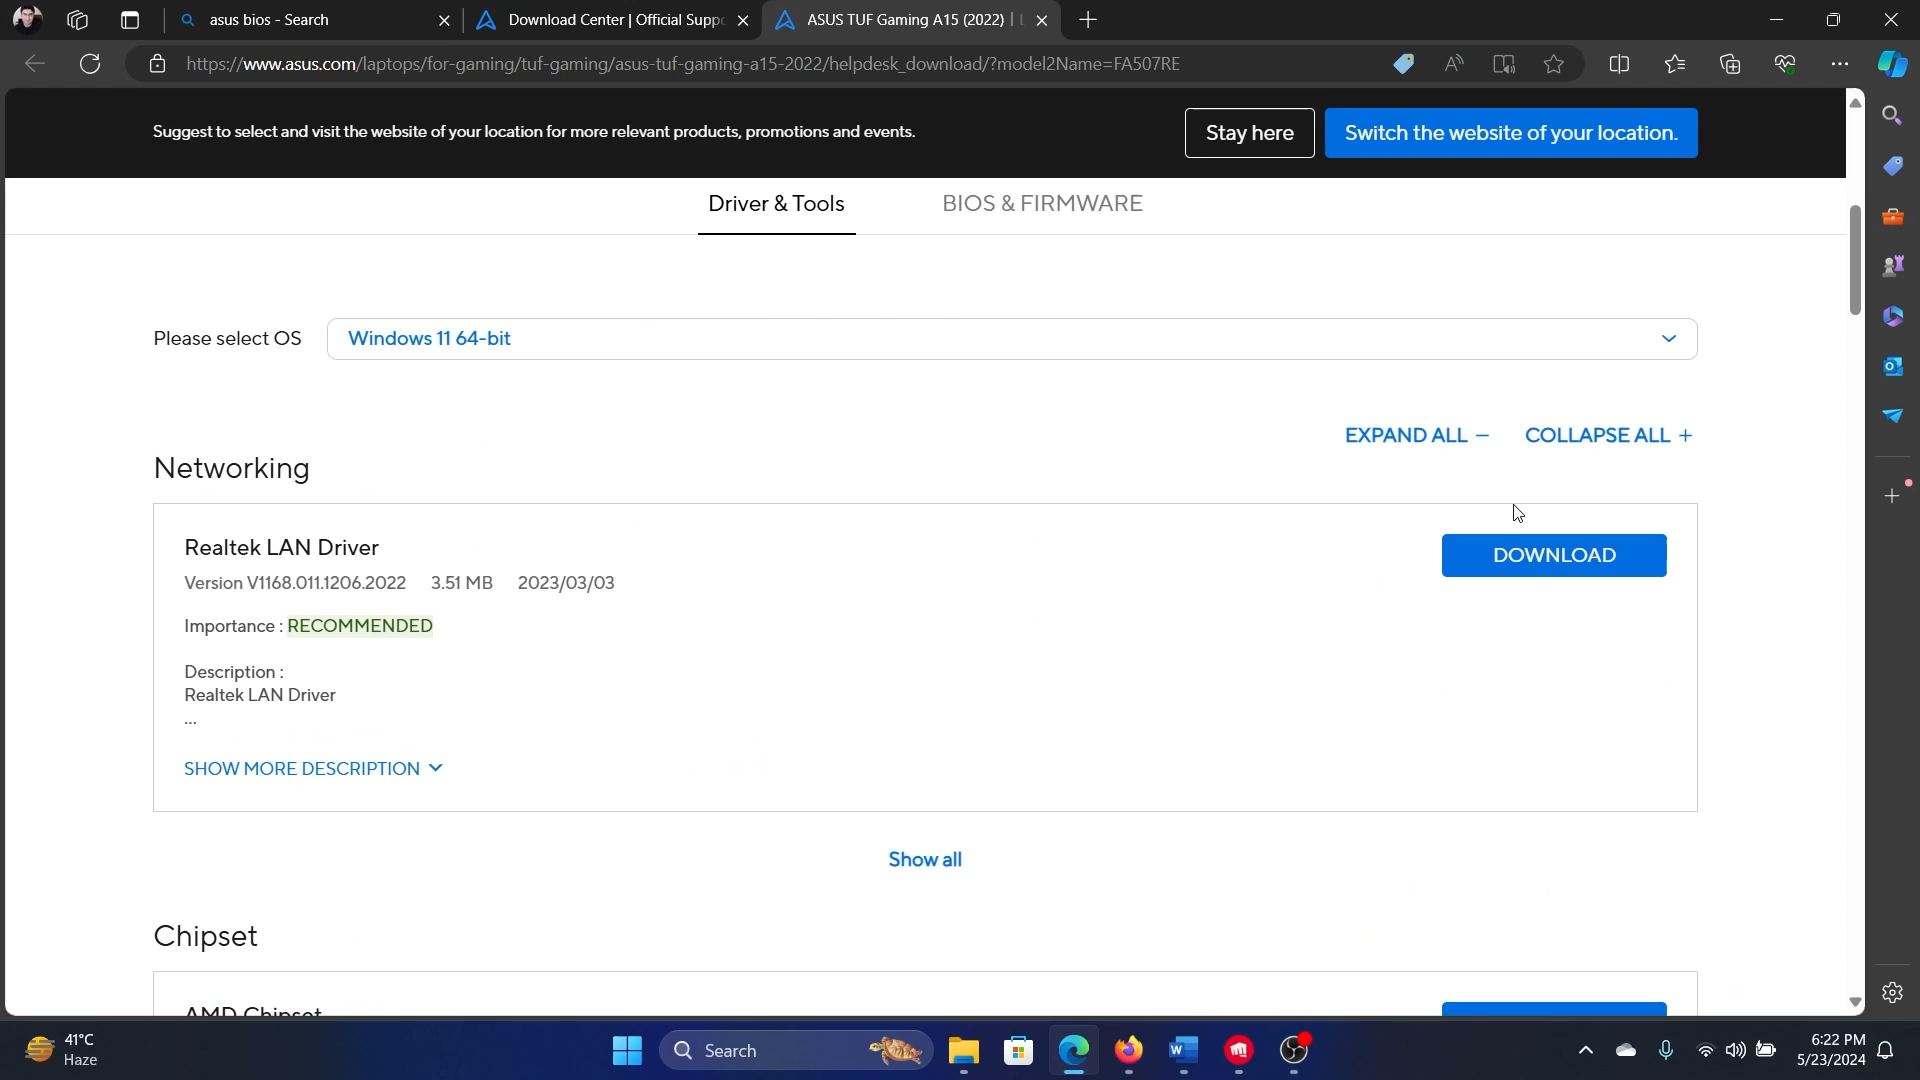 asus bios - Search
Download Center | Official Suppo
ASUS TUF Gaming A15 (2022) | L
https://www.asus.com/laptops/for-gaming/tuf-gaming/asus-tuf-gaming-a15-2022/helpdesk_download/?model2Name=FA507RE
Suggest to select and visit the website of your location for more relevant products, promotions and events.
Stay here
Switch the website of your location.
Driver & Tools
BIOS & FIRMWARE
Please select OS
Windows 11 64-bit
EXPAND ALL −
COLLAPSE ALL +
Networking
Realtek LAN Driver
DOWNLOAD
Version V1168.011.1206.2022 3.51 MB 2023/03/03
Importance : RECOMMENDED
Description :
Realtek LAN Driver
...
SHOW MORE DESCRIPTION
Show all
Chipset
AMD Chipset
41°C
Haze
Search
6:22 PM
5/23/2024